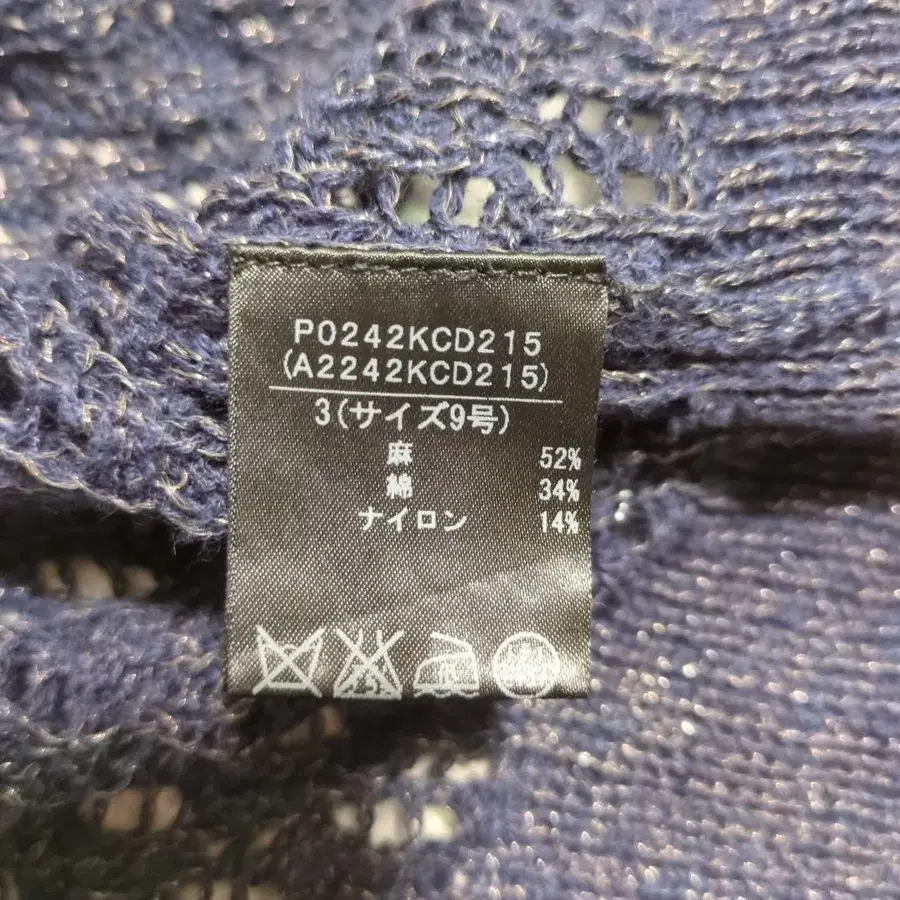 P0242KCD215
(A2242KCD215)
3(サイズ9号)
麻 52%
綿 34%
ナイロン 14%